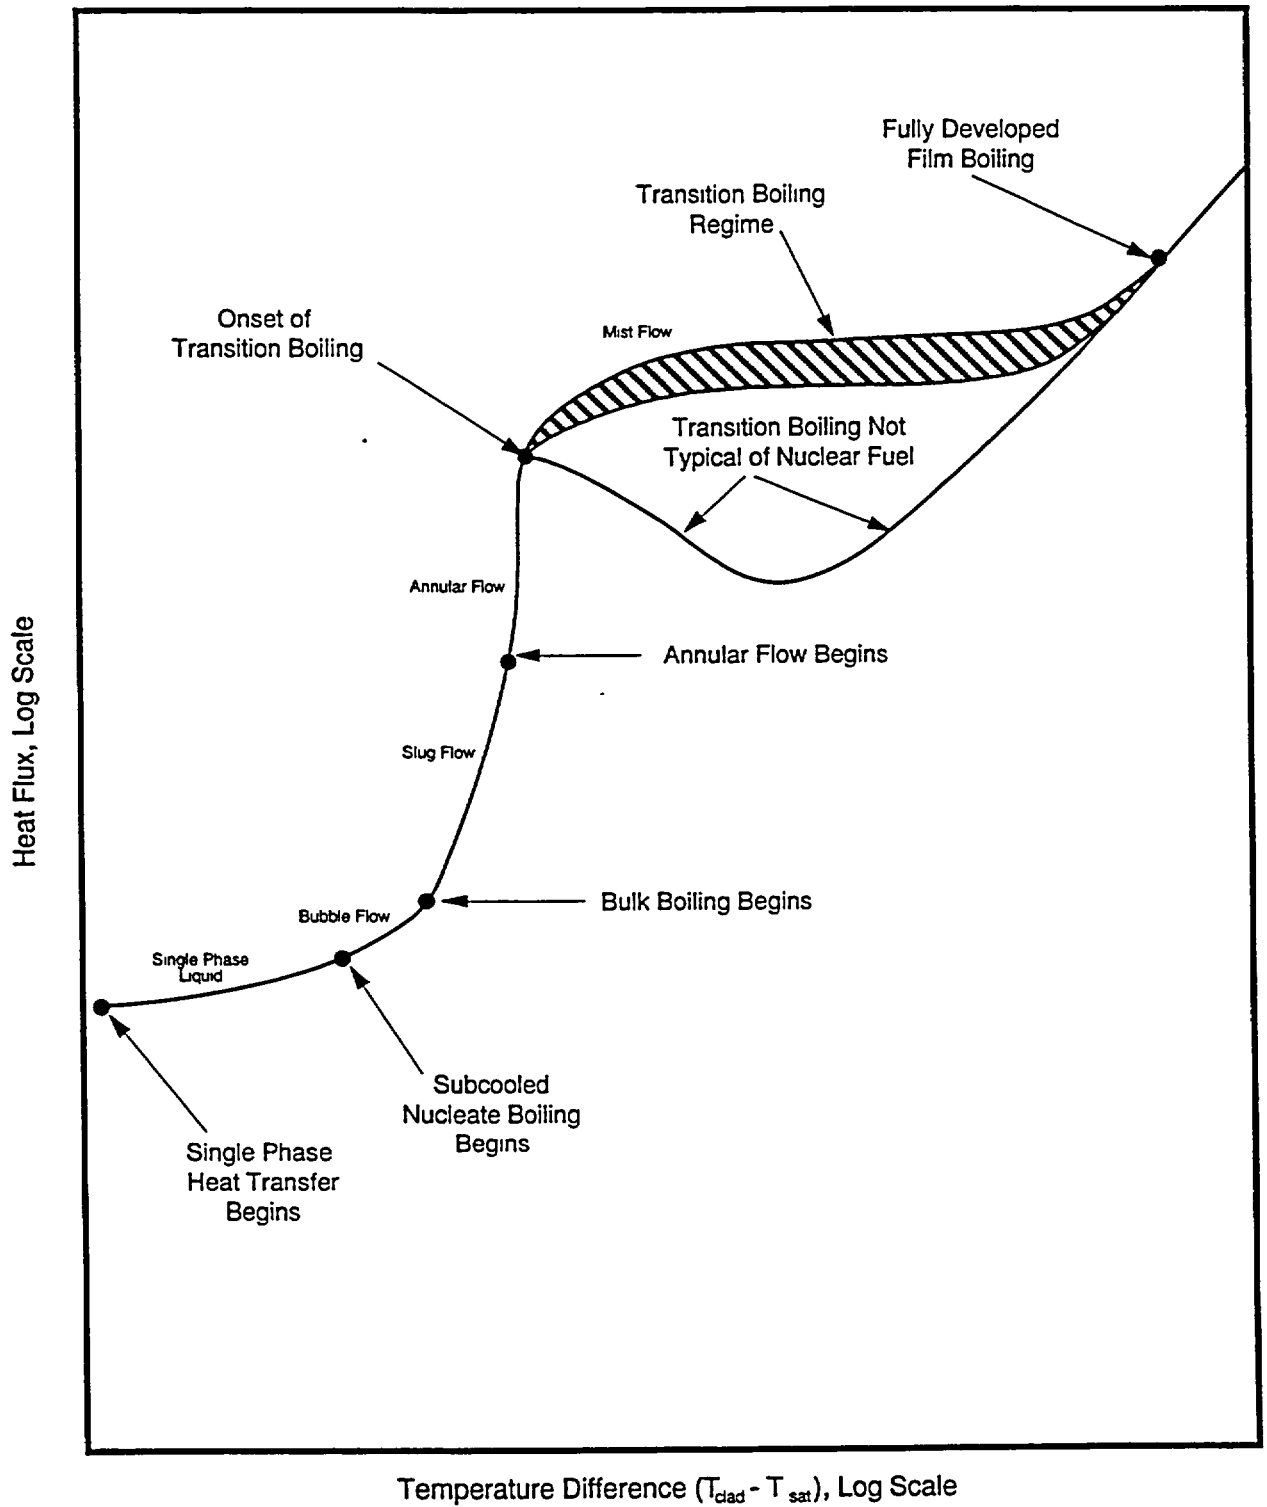 Fully Developed
Film Boiling
Transition Boiling
Regime
Onset of
Transition Boiling
Mist Flow
Transition Boiling Not
Typical of Nuclear Fuel
Annular Flow
Annular Flow Begins
Slug Flow
Bulk Boiling Begins
Bubble Flow
Single Phase
Liquid
Subcooled
Nucleate Boiling
Begins
Single Phase
Heat Transfer
Begins
Heat Flux, Log Scale
Temperature Difference (Tclad - T sat), Log Scale